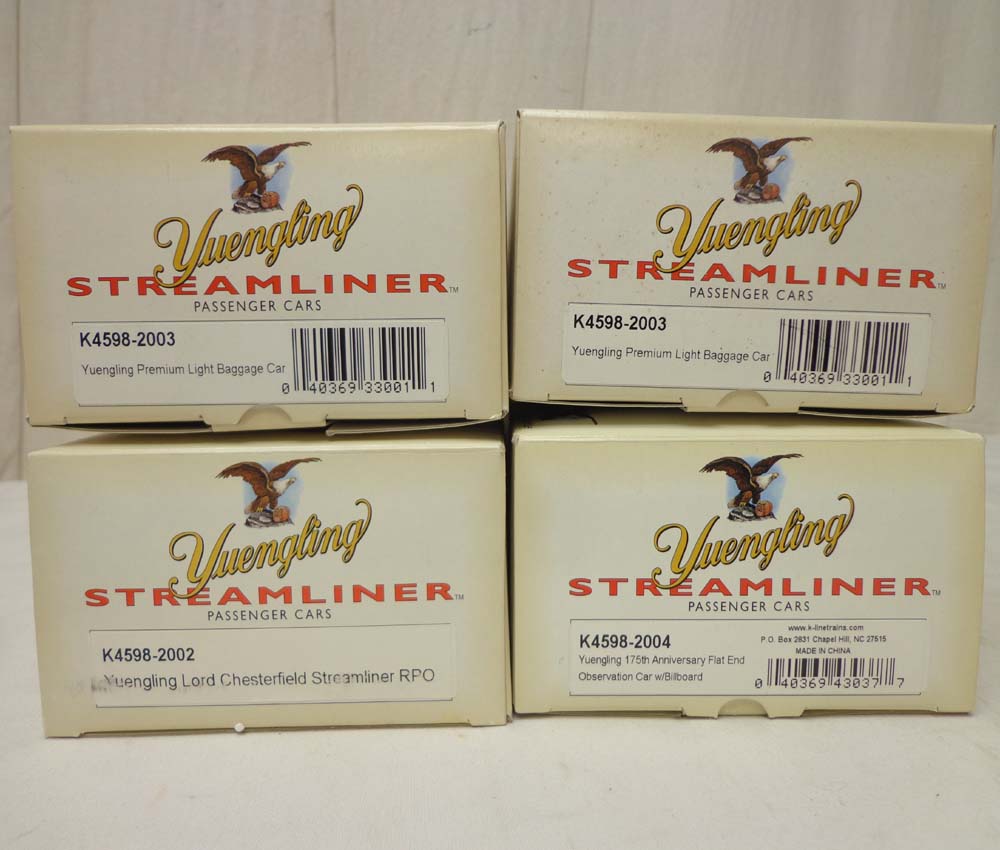 Yuengling
STREAMLINER™
PASSENGER CARS
K4598-2003
Yuengling Premium Light Baggage Car
0 40369 33001 1
Yuengling
STREAMLINER™
PASSENGER CARS
K4598-2003
Yuengling Premium Light Baggage Car
0 40369 33001 1
Yuengling
STREAMLINER™
PASSENGER CARS
K4598-2002
Yuengling Lord Chesterfield Streamliner RPO
Yuengling
STREAMLINER™
PASSENGER CARS
K4598-2004
Yuengling 175th Anniversary Flat End
Observation Car w/Billboard
www.k-linetrains.com
P.O. Box 2831 Chapel Hill, NC 27515
MADE IN CHINA
0 40369 43037 7